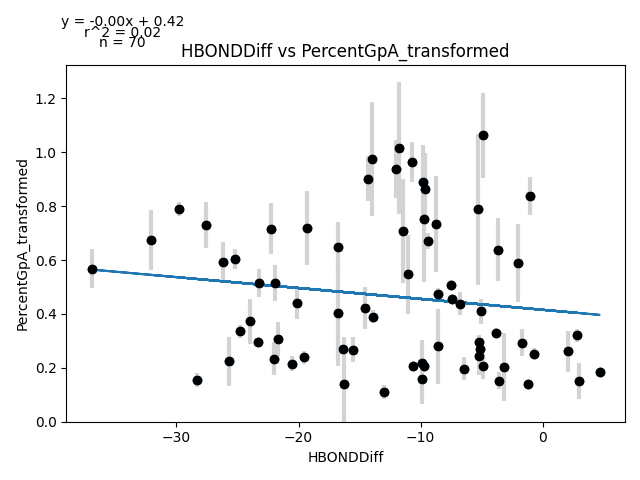 y = -0.00x + 0.42
r^2 = 0.02
n = 70
HBONDDiff vs PercentGpA_transformed
PercentGpA_transformed
1.2
1.0
0.8
0.6
0.4
0.2
0.0
−30
−20
−10
0
HBONDDiff